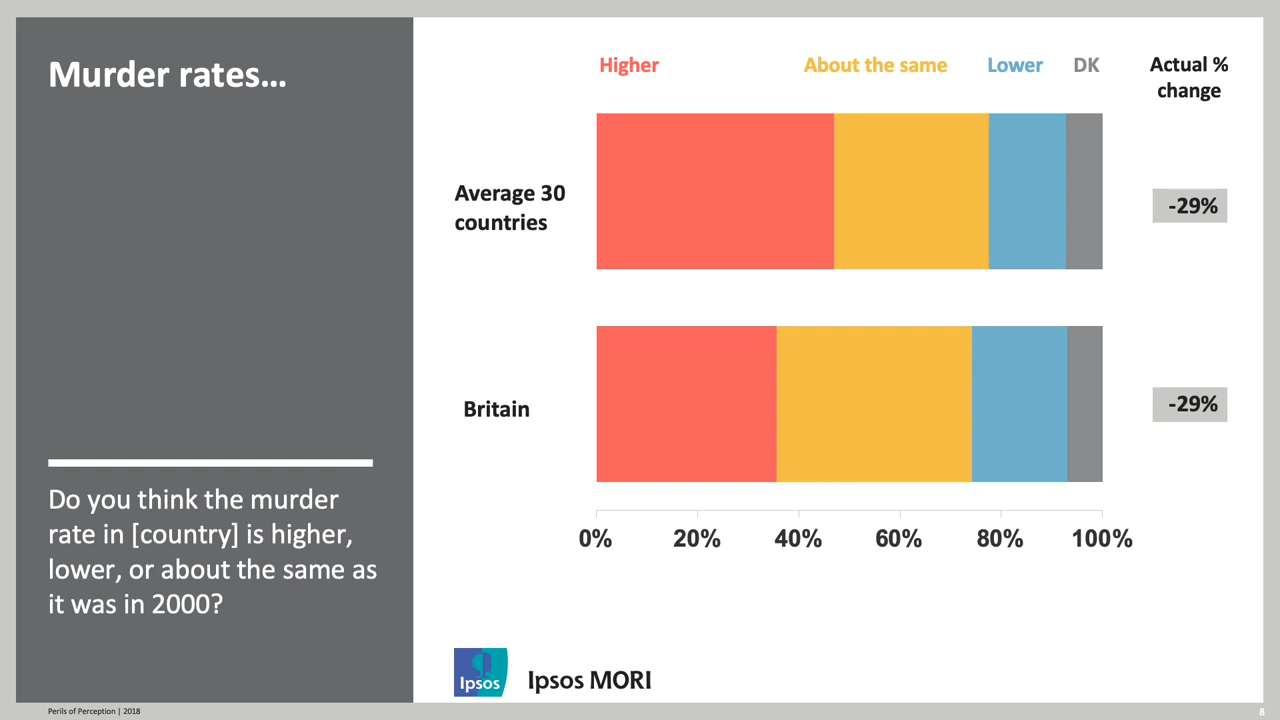 Murder rates...
Do you think the murder
rate in [country] is higher,
lower, or about the same as
it was in 2000?
Higher
About the same
Lower
DK
Actual %
change
Average 30
countries
-29%
Britain
-29%
0%
20%
40%
60%
80%
100%
Ipsos
Ipsos MORI
Perils of Perception | 2018
8